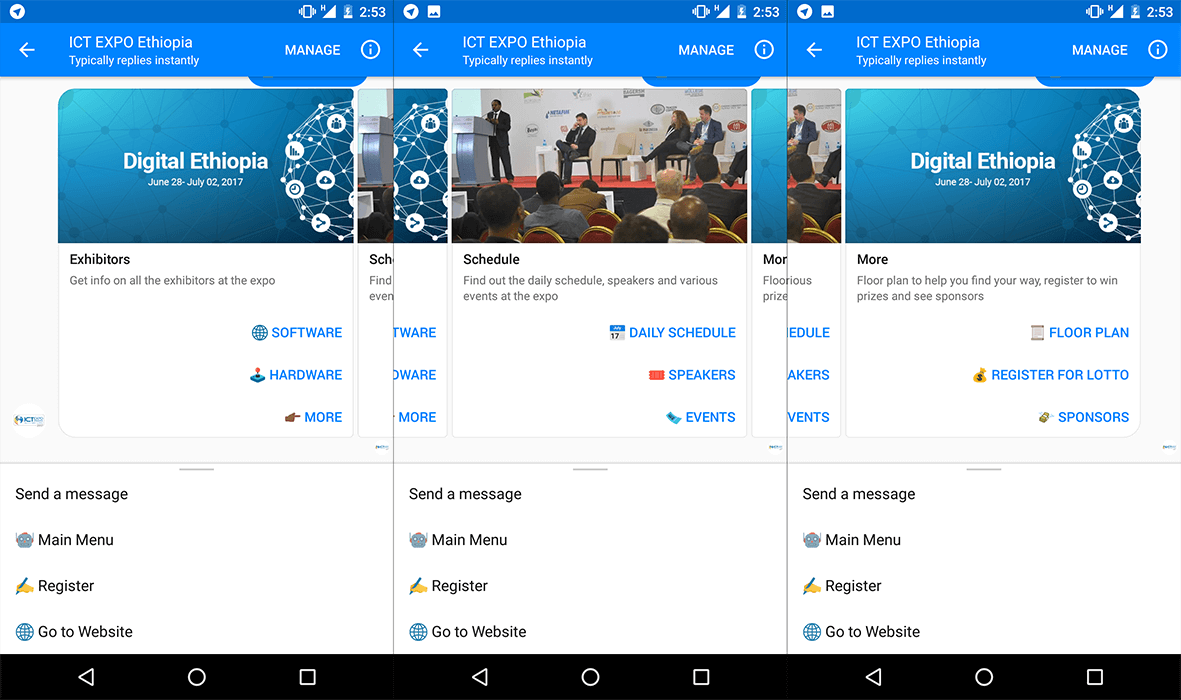 H 2:53
ICT EXPO Ethiopia
Typically replies instantly
MANAGE
Digital Ethiopia
June 28- July 02, 2017
Exhibitors
Get info on all the exhibitors at the expo
SOFTWARE
HARDWARE
MORE
Sch
Find
even
ICT
Send a message
Main Menu
Register
Go to Website
H 2:53
ICT EXPO Ethiopia
Typically replies instantly
MANAGE
TWARE
DWARE
MORE
Schedule
Find out the daily schedule, speakers and various
events at the expo
17 DAILY SCHEDULE
SPEAKERS
EVENTS
Mor
Floo
prize
Send a message
Main Menu
Register
Go to Website
H 2:53
ICT EXPO Ethiopia
Typically replies instantly
MANAGE
rious
EDULE
AKERS
VENTS
Digital Ethiopia
June 28- July 02, 2017
More
Floor plan to help you find your way, register to win
prizes and see sponsors
FLOOR PLAN
REGISTER FOR LOTTO
SPONSORS
Send a message
Main Menu
Register
Go to Website